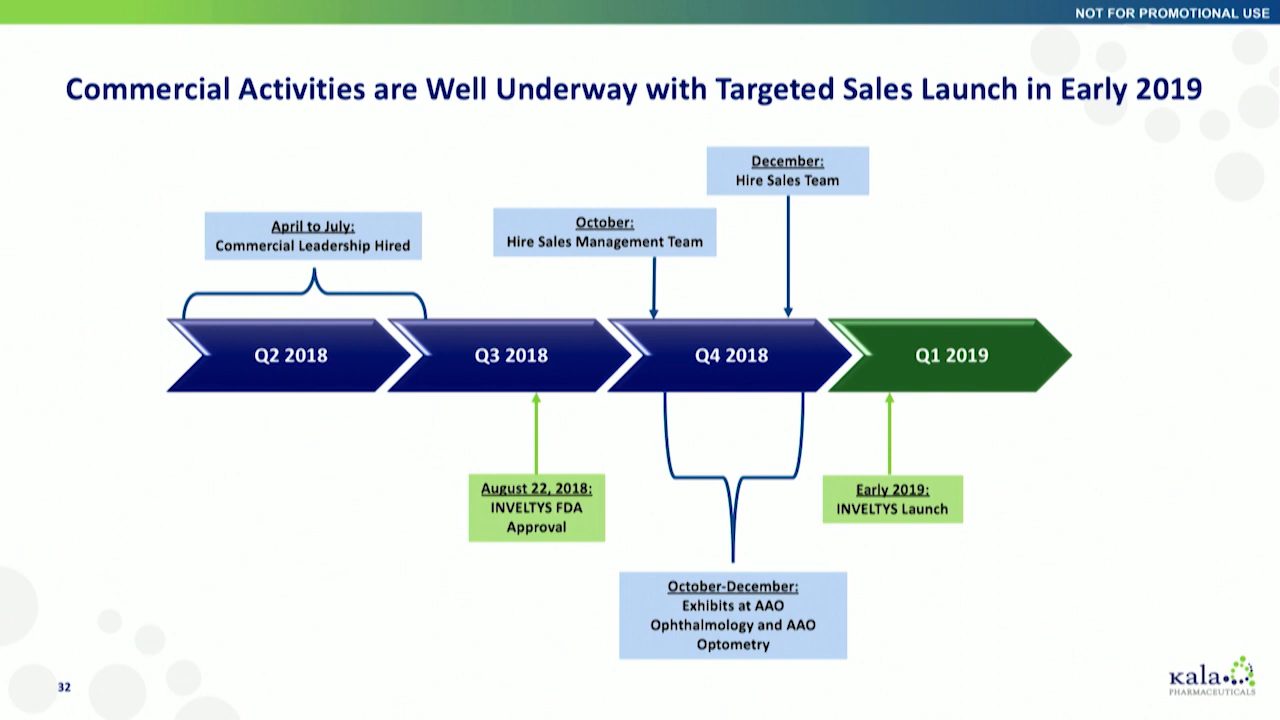 NOT FOR PROMOTIONAL USE
Commercial Activities are Well Underway with Targeted Sales Launch in Early 2019
December:
Hire Sales Team
April to July:
Commercial Leadership Hired
October:
Hire Sales Management Team
Q2 2018
Q3 2018
Q4 2018
Q1 2019
August 22, 2018:
INVELTYS FDA
Approval
Early 2019:
INVELTYS Launch
October-December:
Exhibits at AAO
Ophthalmology and AAO
Optometry
32
kala
PHARMACEUTICALS